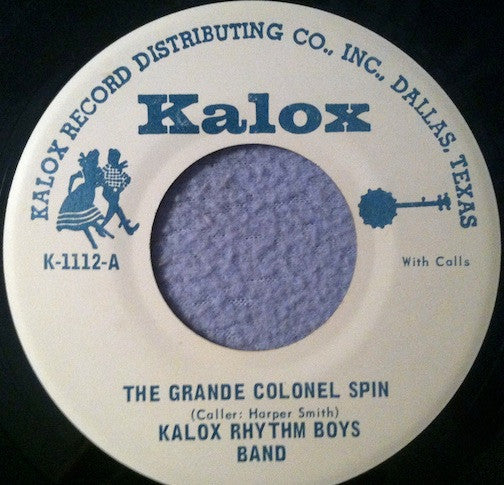 KALOX RECORD DISTRIBUTING CO., INC., DALLAS, TEXAS
Kalox
K-1112-A
With Calls
THE GRANDE COLONEL SPIN
(Caller: Harper Smith)
KALOX RHYTHM BOYS
BAND